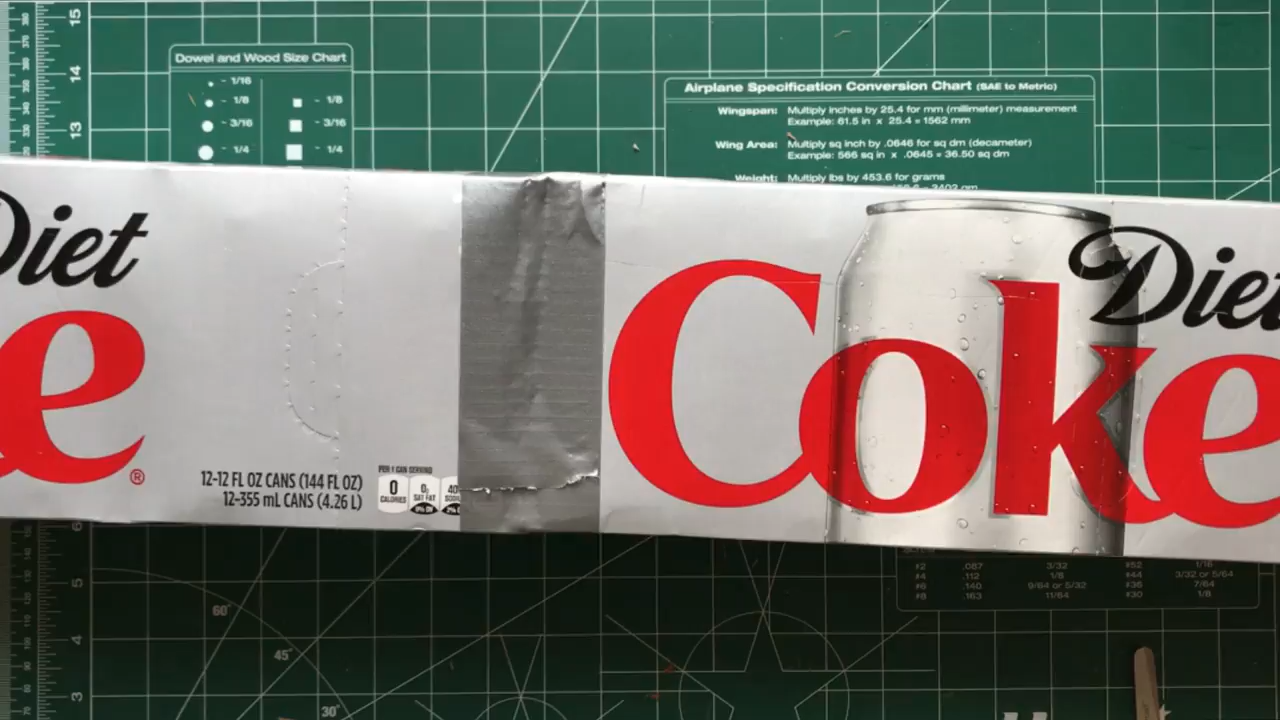 15
14
13
Dowel and Wood Size Chart
- 1/16
- 1/8 - 1/8
- 3/16 - 3/16
- 1/4 - 1/4
Airplane Specification Conversion Chart (SAE to Metric)
Wingspan: Multiply inches by 25.4 for mm (millimeter) measurement
Example: 61.5 in x 25.4 = 1562 mm
Wing Area: Multiply sq inch by .0646 for sq dm (decameter)
Example: 566 sq in x .0645 = 36.50 sq dm
Weight: Multiply lbs by 453.6 for grams
= 3402 gm
Diet
ke
®
12-12 FL OZ CANS (144 FL OZ)
12-355 mL CANS (4.26 L)
PER 1 CAN SERVING
0
CALORIES
0g
SAT FAT
0% DV
40
Diet
Coke
6
5
4
3
60°
45°
30°
#2 .087 3/32 #52 1/16
#4 .112 1/8 #44 3/32 or 5/64
#6 .140 9/64 or 5/32 #36 7/64
#8 .163 11/64 #30 1/8